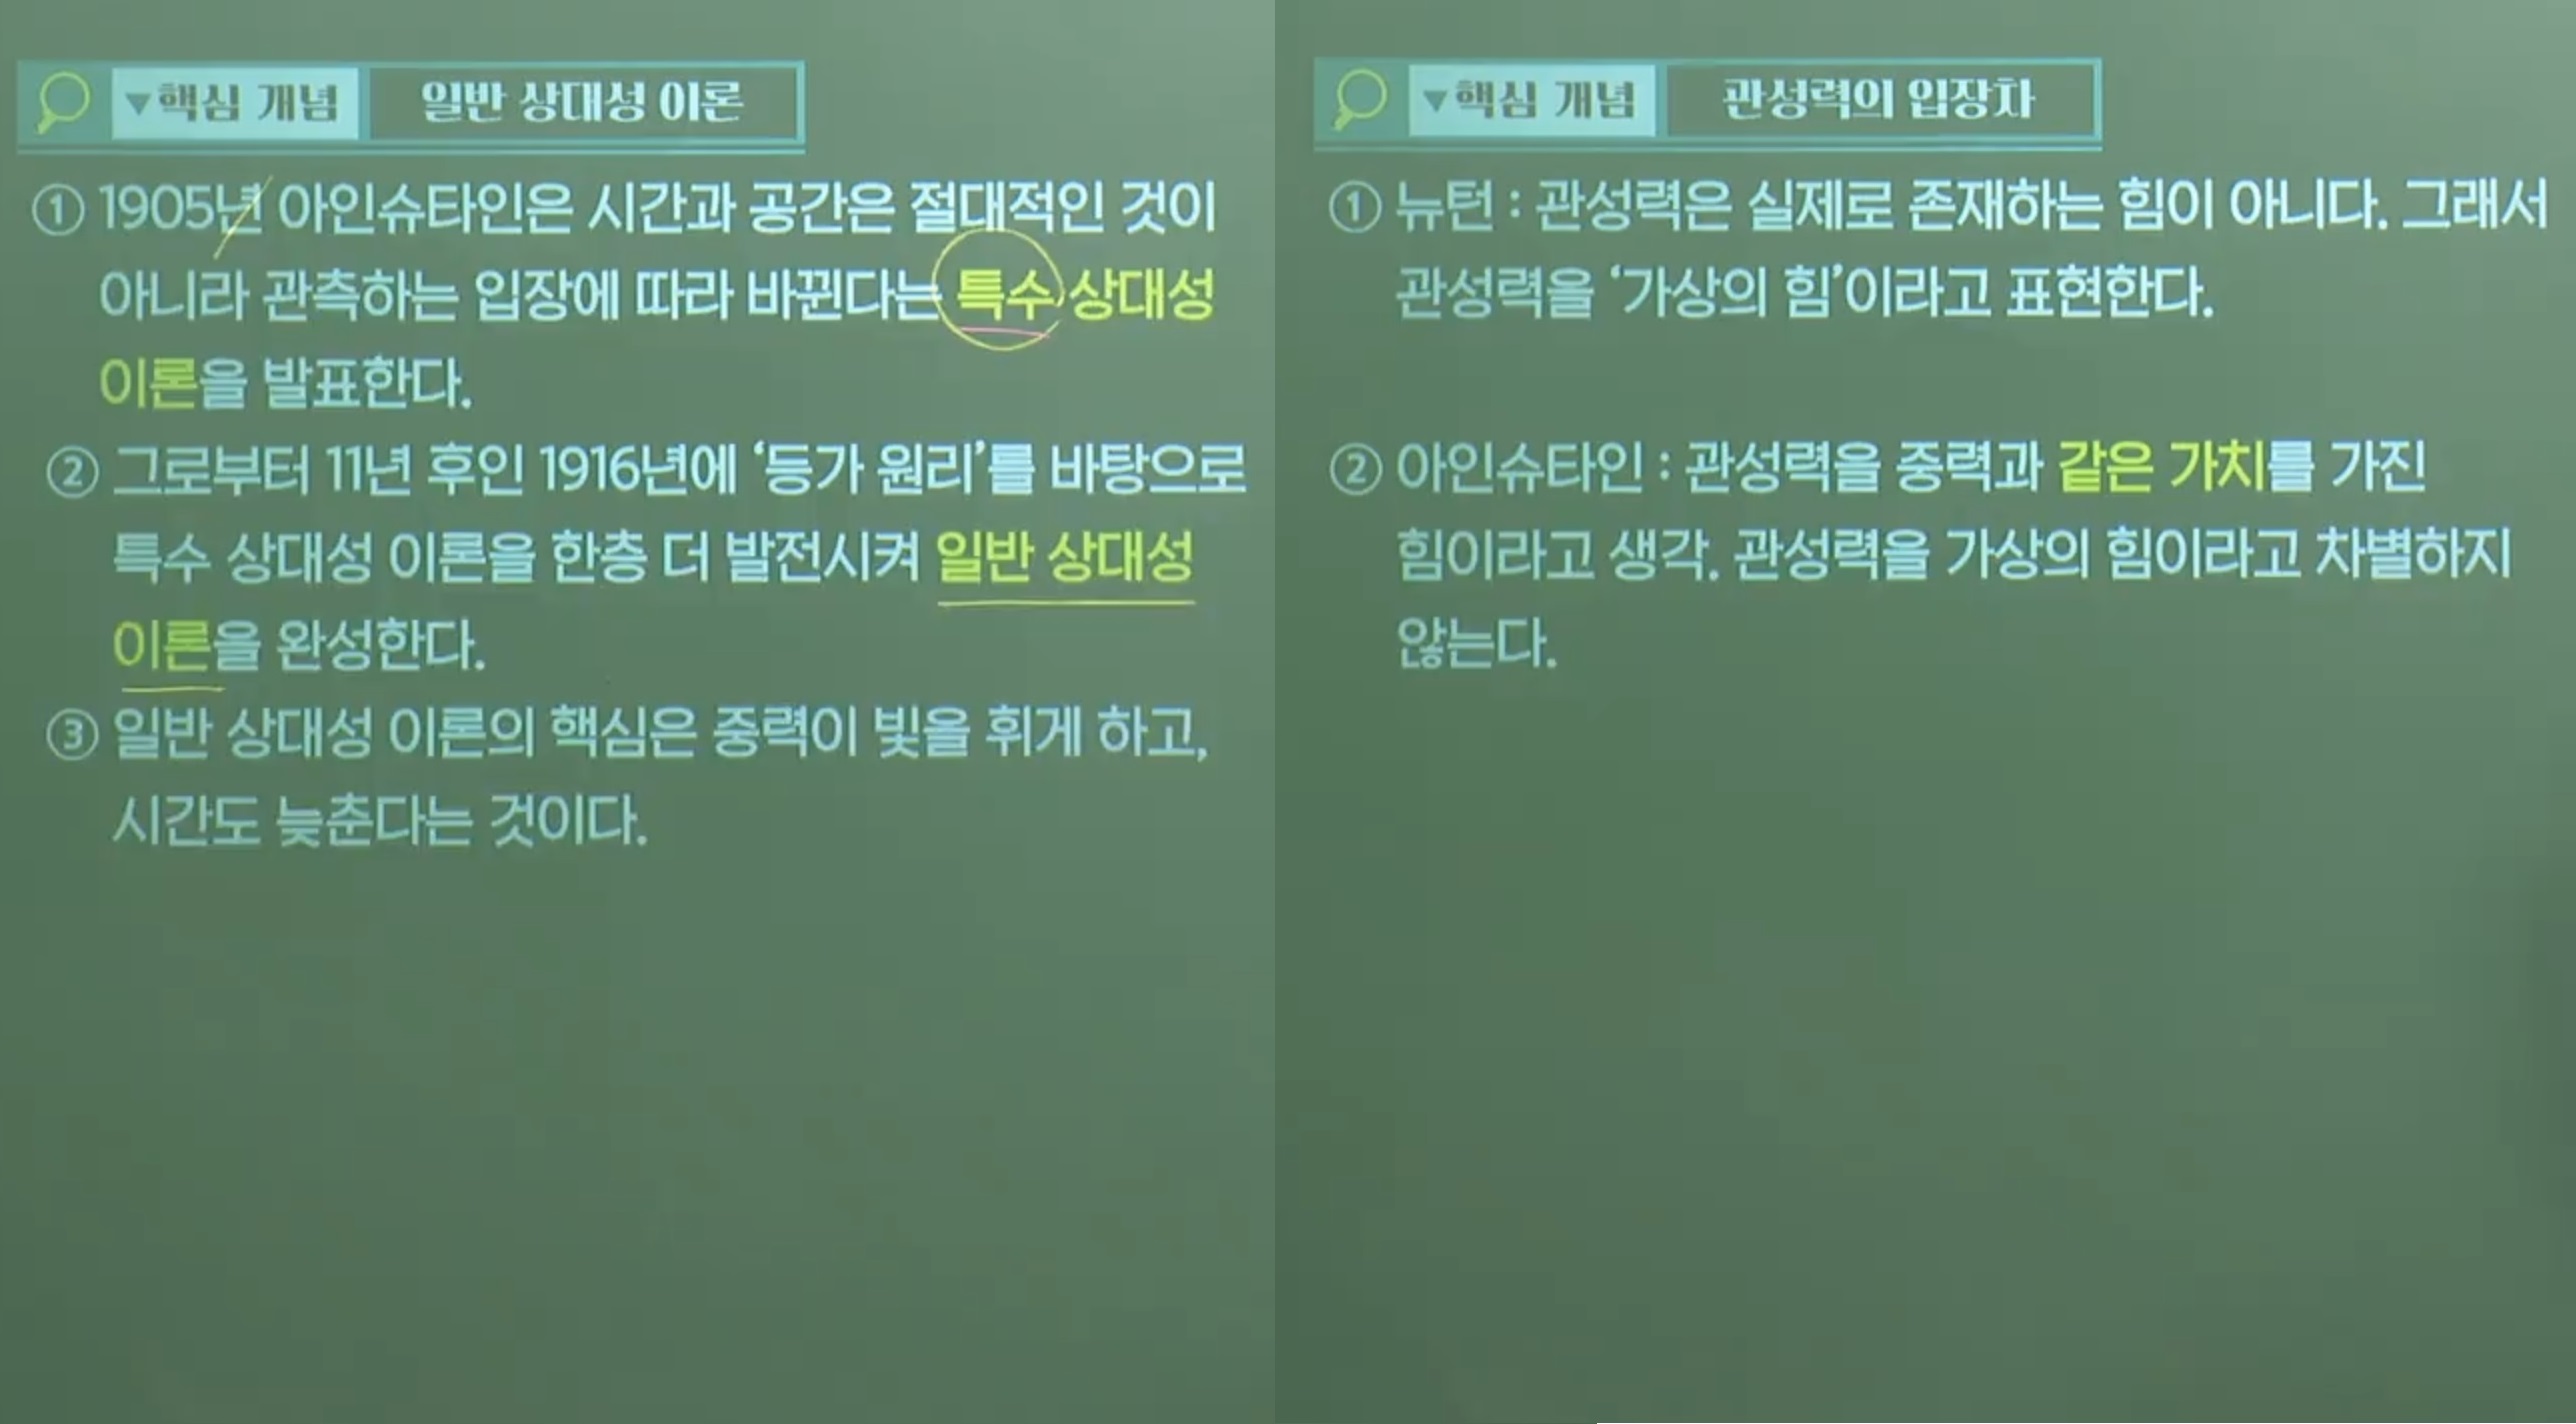 ▼핵심 개념 일반 상대성 이론
① 1905년 아인슈타인은 시간과 공간은 절대적인 것이
아니라 관측하는 입장에 따라 바뀐다는 특수 상대성
이론을 발표한다.
② 그로부터 11년 후인 1916년에 ‘등가 원리’를 바탕으로
특수 상대성 이론을 한층 더 발전시켜 일반 상대성
이론을 완성한다.
③ 일반 상대성 이론의 핵심은 중력이 빛을 휘게 하고,
시간도 늦춘다는 것이다.
▼핵심 개념 관성력의 입장차
① 뉴턴 : 관성력은 실제로 존재하는 힘이 아니다. 그래서
관성력을 ‘가상의 힘’이라고 표현한다.
② 아인슈타인 : 관성력을 중력과 같은 가치를 가진
힘이라고 생각. 관성력을 가상의 힘이라고 차별하지
않는다.